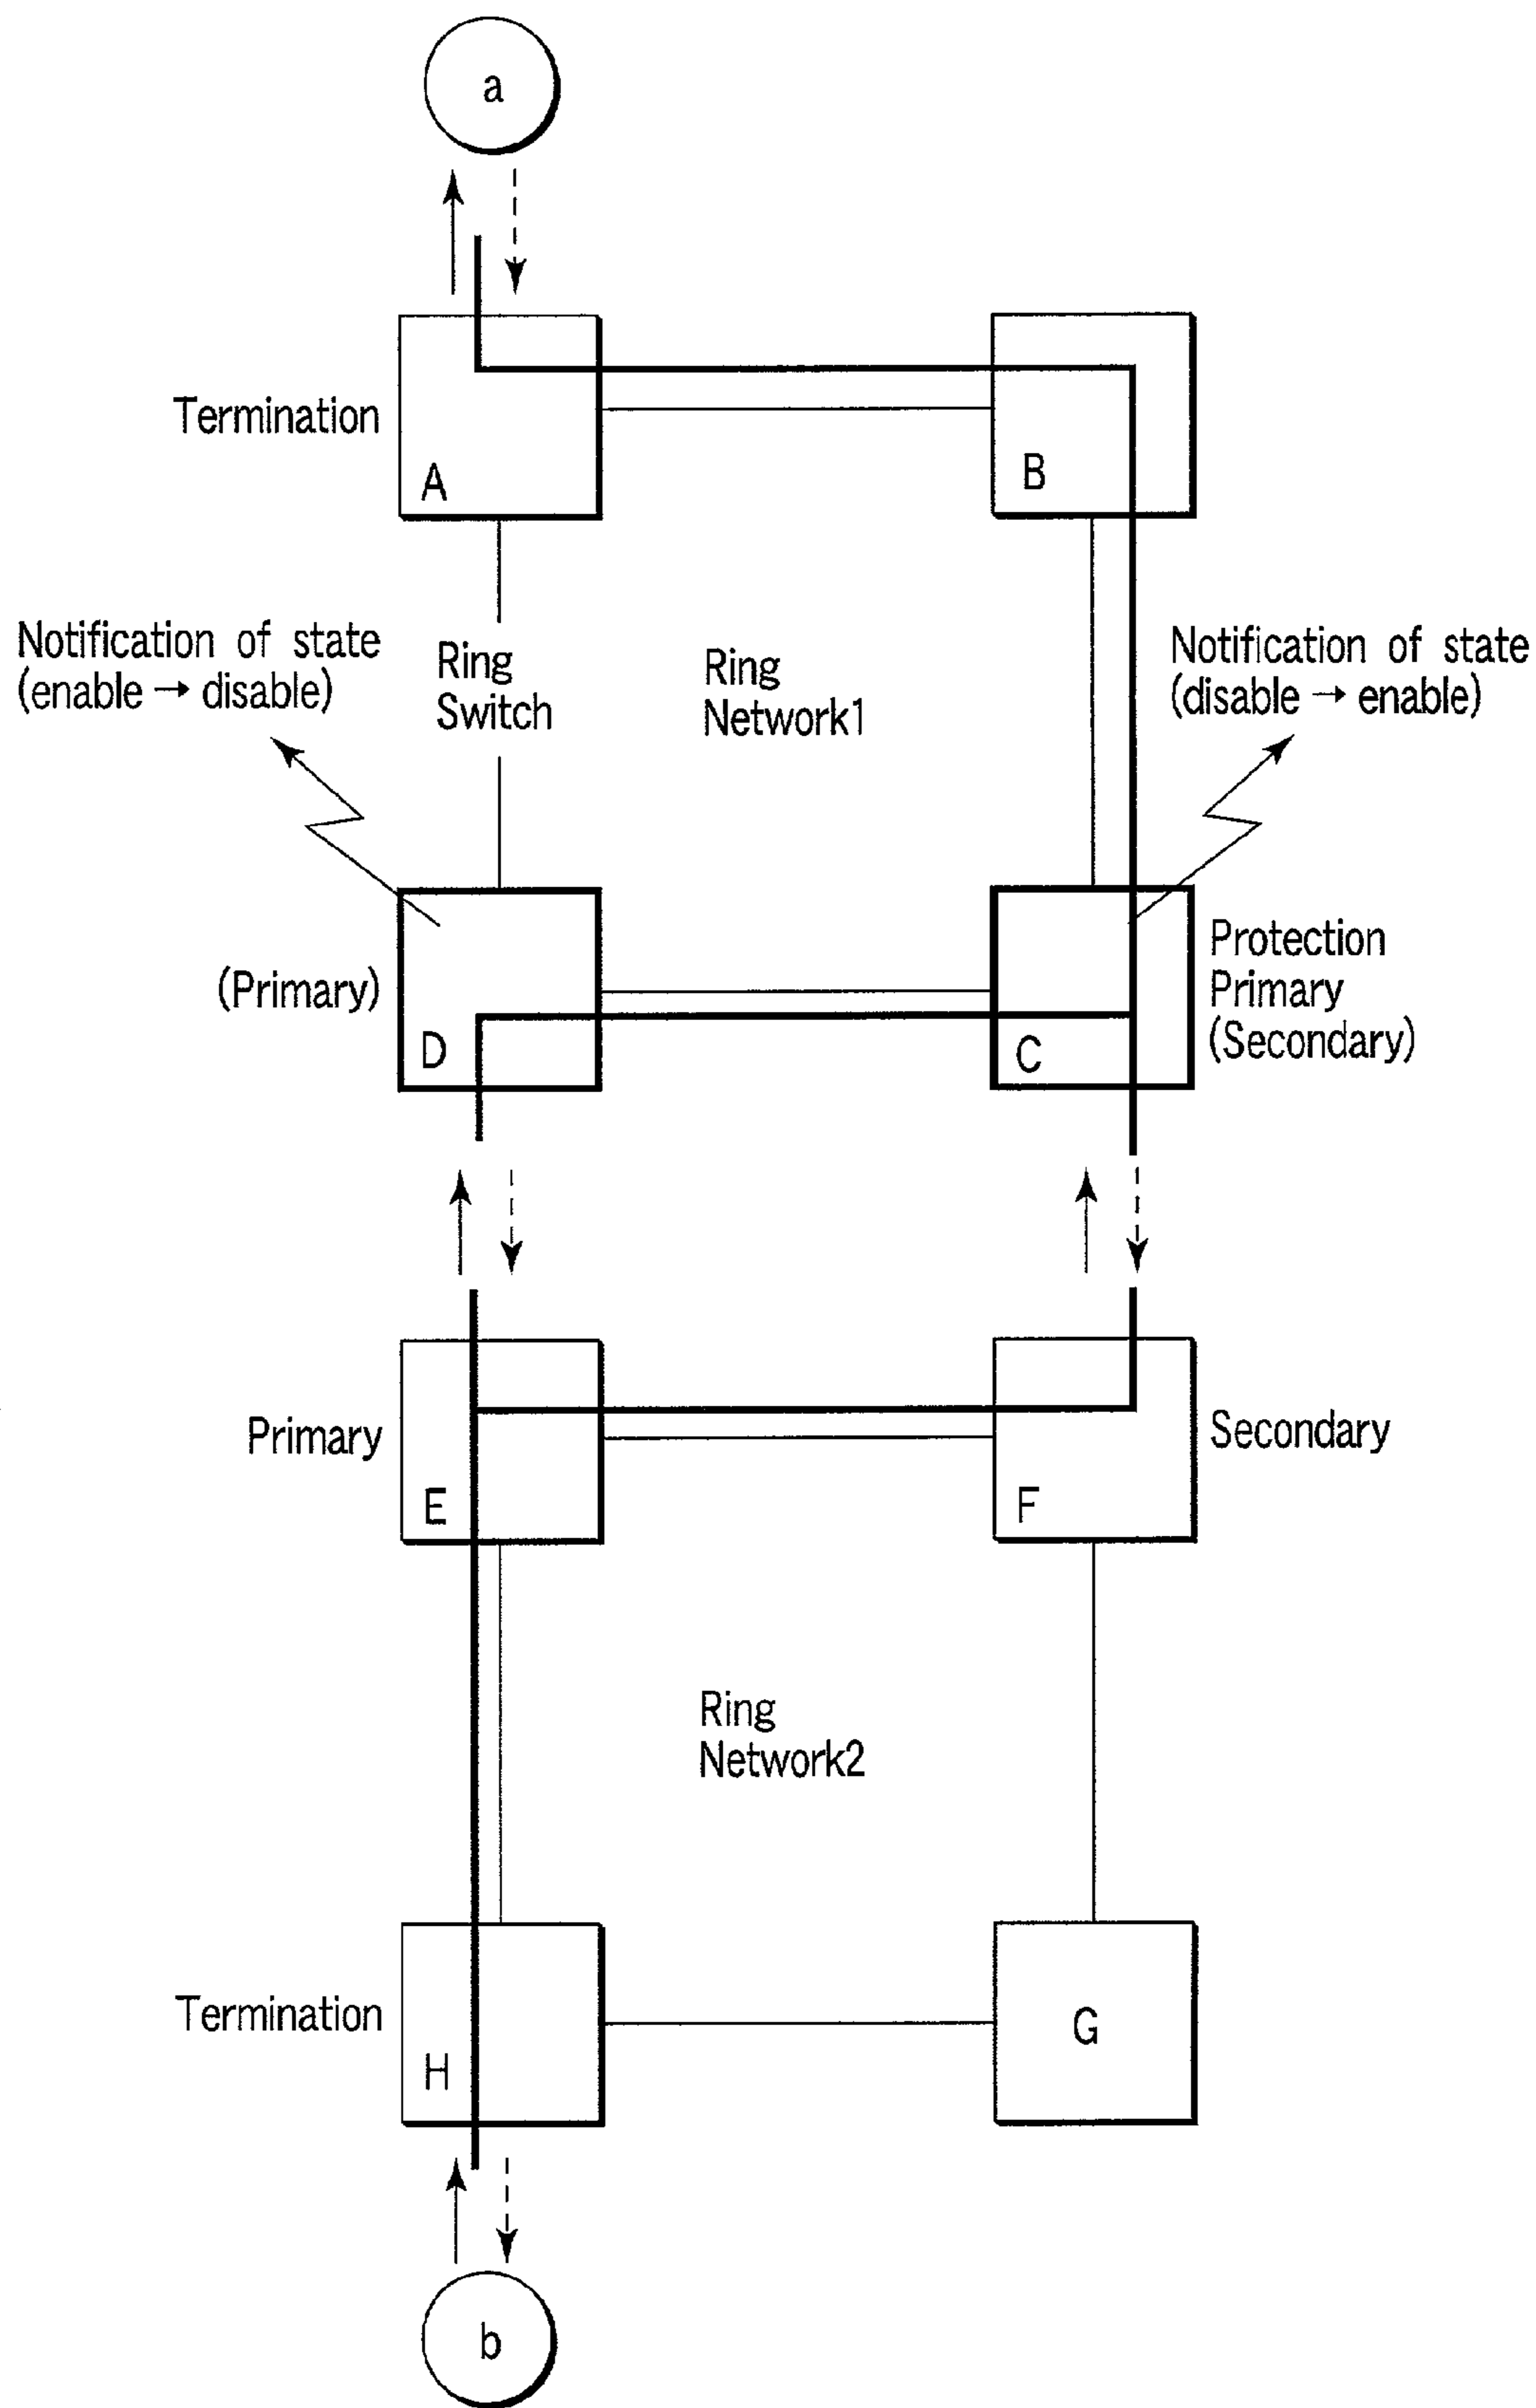 a
Termination
A
B
Notification of state
(enable → disable)
Ring
Switch
Ring
Network1
Notification of state
(disable → enable)
(Primary)
D
C
Protection
Primary
(Secondary)
Primary
E
F
Secondary
Ring
Network2
Termination
H
G
b